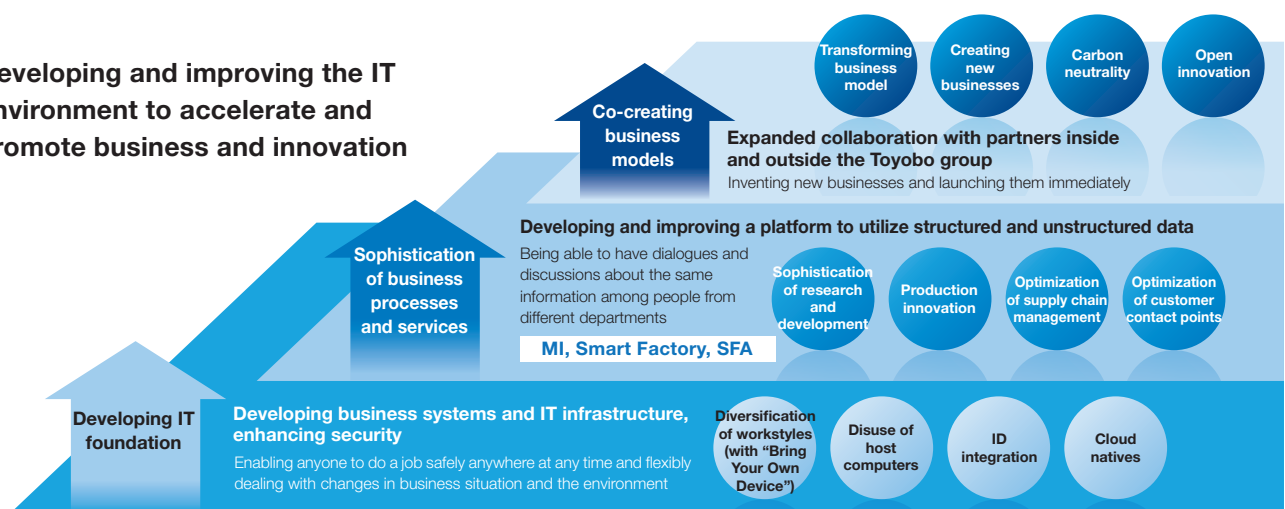 eveloping and improving the IT
nvironment to accelerate and
romote business and innovation
Co-creating
business
models
Transforming
business
model
Creating
new
businesses
Carbon
neutrality
Open
innovation
Expanded collaboration with partners inside
and outside the Toyobo group
Inventing new businesses and launching them immediately
Sophistication
of business
processes
and services
Developing and improving a platform to utilize structured and unstructured data
Being able to have dialogues and
discussions about the same
information among people from
different departments
MI, Smart Factory, SFA
Sophistication
of research
and
development
Production
innovation
Optimization
of supply chain
management
Optimization
of customer
contact points
Developing IT
foundation
Developing business systems and IT infrastructure,
enhancing security
Enabling anyone to do a job safely anywhere at any time and flexibly
dealing with changes in business situation and the environment
Diversification
of workstyles
(with “Bring
Your Own
Device”)
Disuse of
host
computers
ID
integration
Cloud
natives